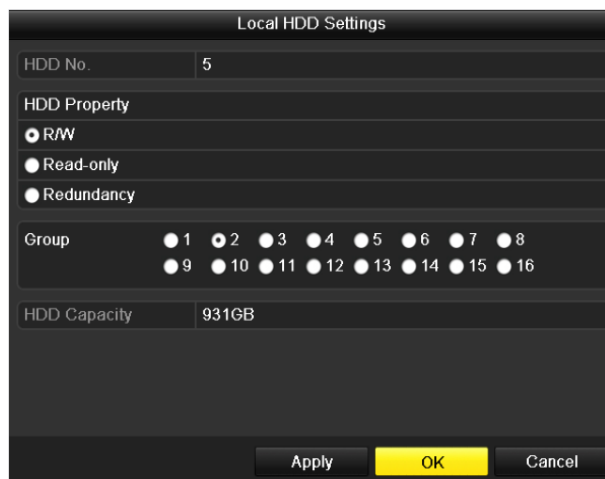 Local HDD Settings
HDD No. 5
HDD Property
R/W
Read-only
Redundancy
Group 1 2 3 4 5 6 7 8
9 10 11 12 13 14 15 16
HDD Capacity 931GB
Apply OK Cancel